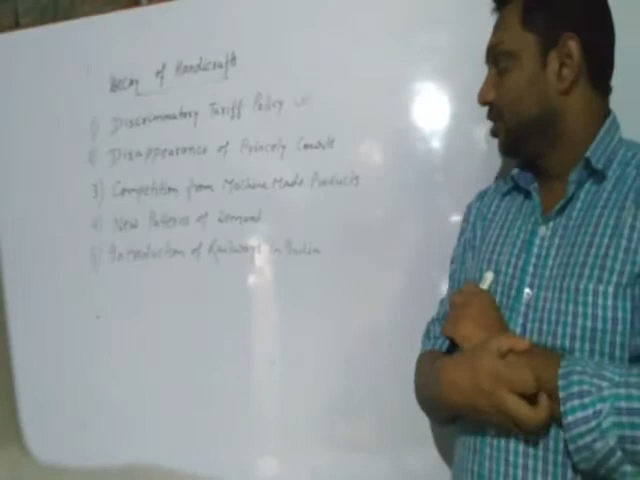 Decay of Handicrafts
1) Discriminatory Tariff Policy
2) Disappearance of Princely Courts
3) Competition from Machine Made Products
4) New Patterns of Demand
5) Introduction of Railways in India